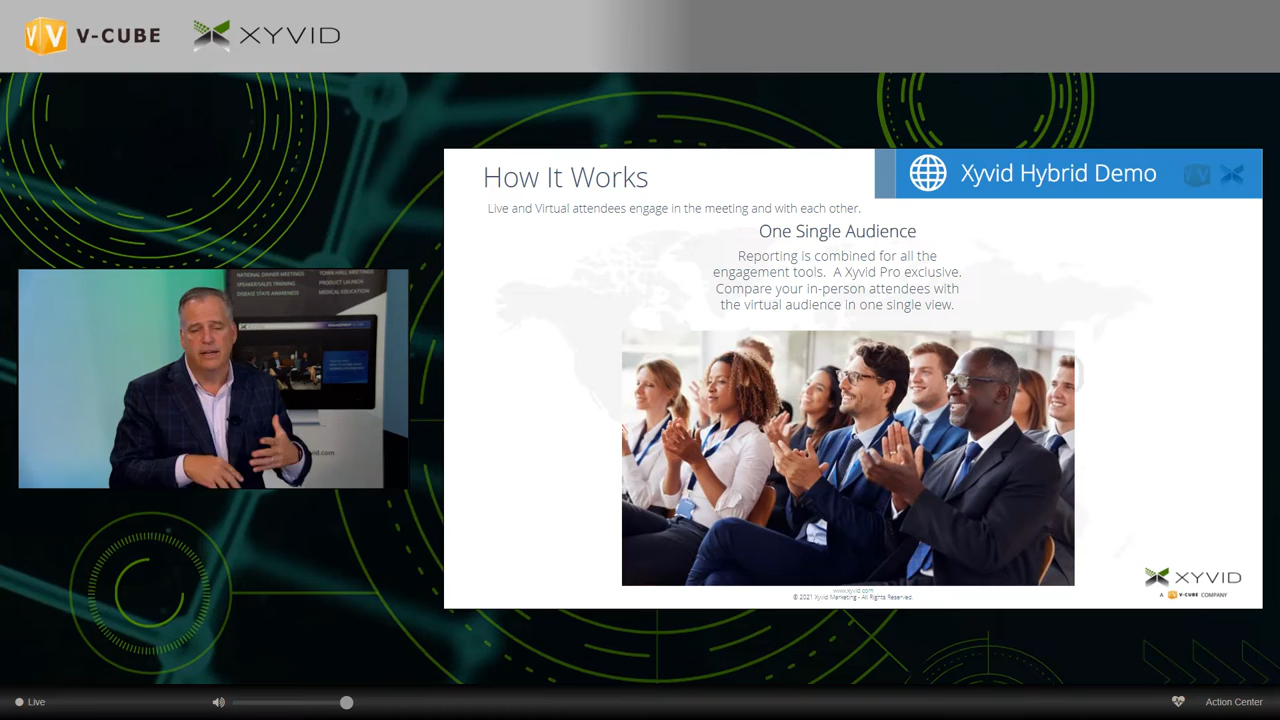 V-CUBE
XYVID
How It Works
Xyvid Hybrid Demo
Live and Virtual attendees engage in the meeting and with each other.
One Single Audience
Reporting is combined for all the
engagement tools. A Xyvid Pro exclusive.
Compare your in-person attendees with
the virtual audience in one single view.
NATIONAL DINNER MEETINGS
SPEAKER/SALES TRAINING
DISEASE STATE AWARENESS
TOWN HALL MEETINGS
PRODUCT LAUNCH
MEDICAL EDUCATION
vid.com
www.xyvid.com
© 2021 Xyvid Marketing - All Rights Reserved.
XYVID
A V-CUBE COMPANY
Live
Action Center